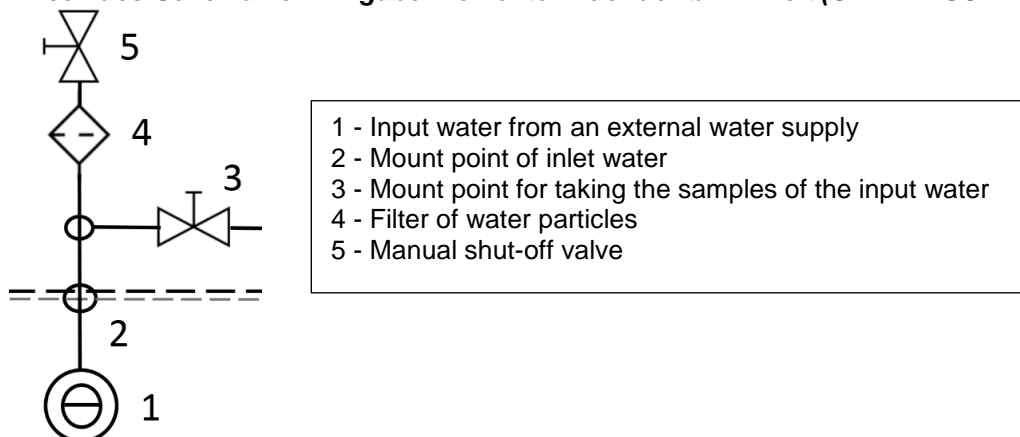 5
4
3
2
1
1 - Input water from an external water supply
2 - Mount point of inlet water
3 - Mount point for taking the samples of the input water
4 - Filter of water particles
5 - Manual shut-off valve